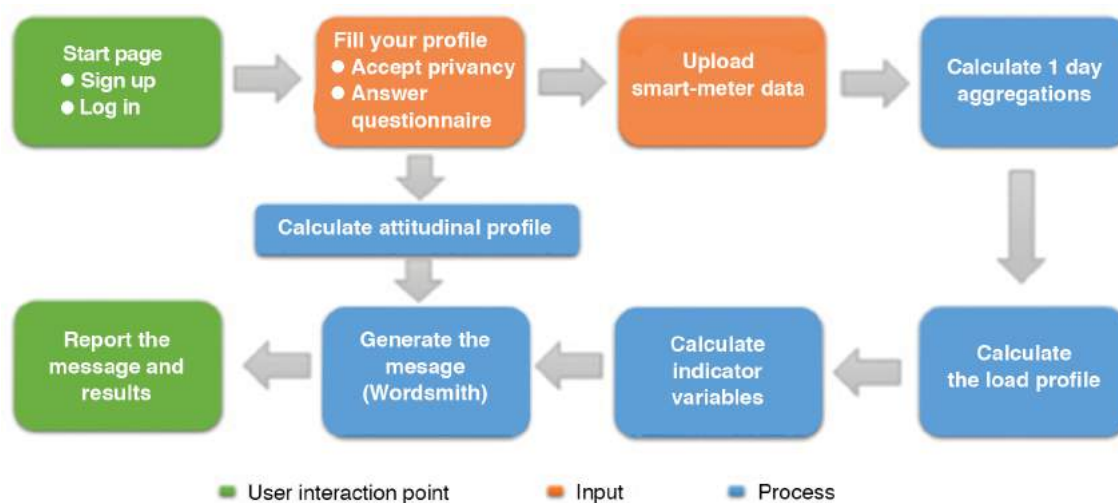 Start page
● Sign up
● Log in
Fill your profile
● Accept privancy
● Answer
questionnaire
Upload
smart-meter data
Calculate 1 day
aggregations
Calculate attitudinal profile
Report the
message and
results
Generate the
mesage
(Wordsmith)
Calculate
indicator
variables
Calculate
the load profile
User interaction point
Input
Process